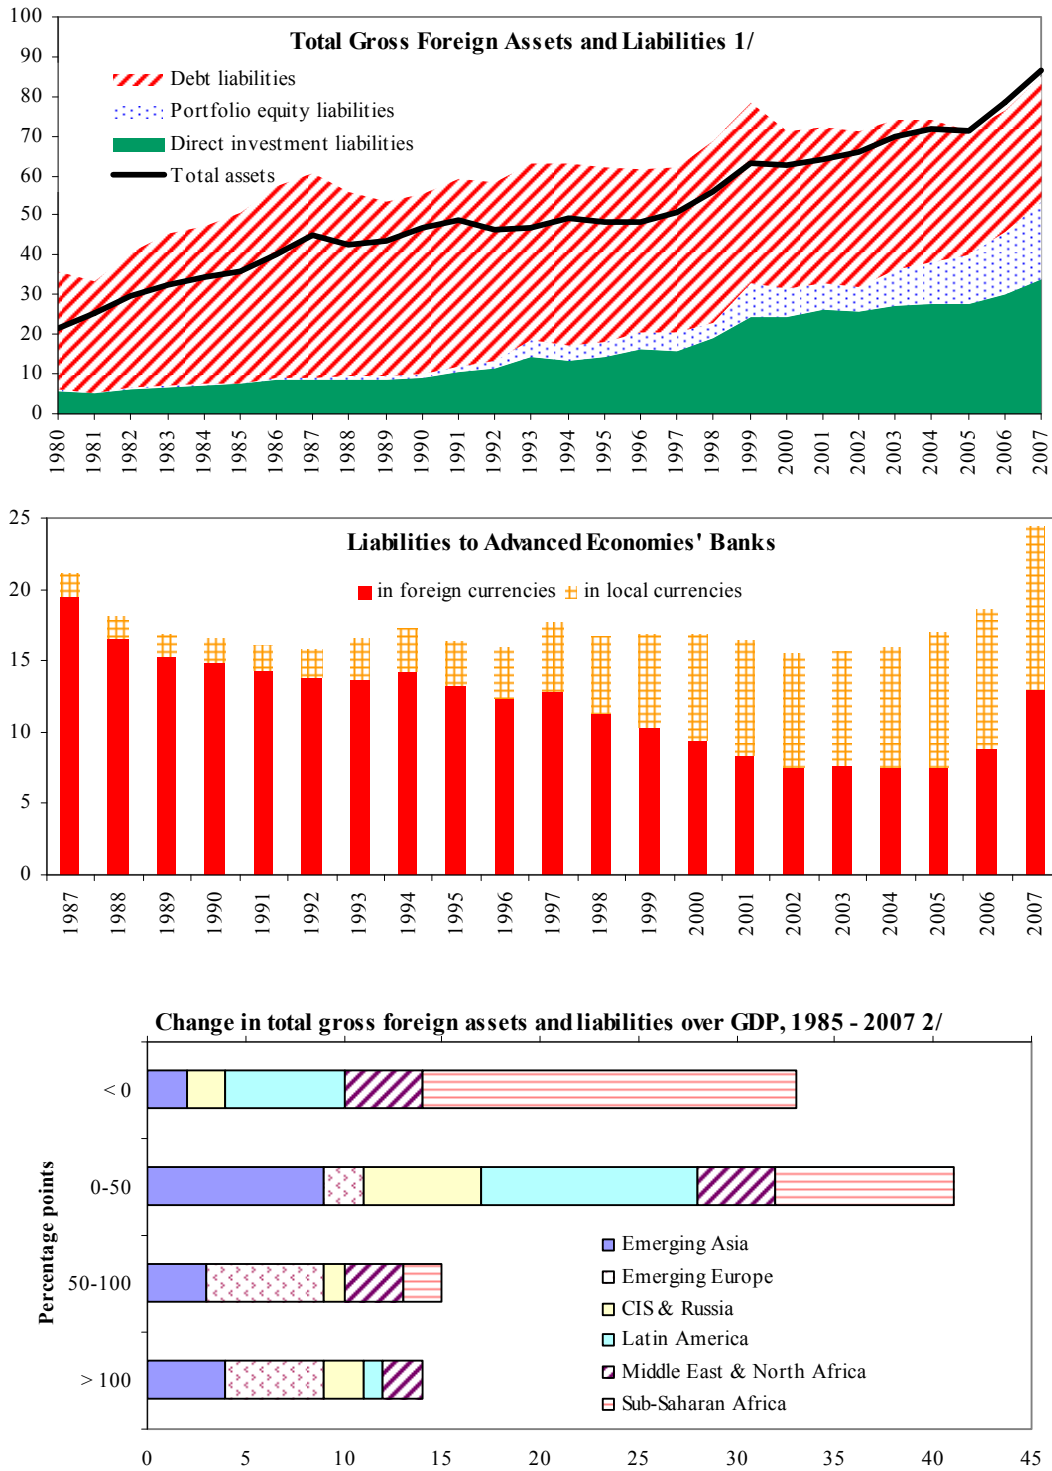 Total Gross Foreign Assets and Liabilities 1/
Debt liabilities
Portfolio equity liabilities
Direct investment liabilities
Total assets
100
90
80
70
60
50
40
30
20
10
0
1980 1981 1982 1983 1984 1985 1986 1987 1988 1989 1990 1991 1992 1993 1994 1995 1996 1997 1998 1999 2000 2001 2002 2003 2004 2005 2006 2007
Liabilities to Advanced Economies' Banks
in foreign currencies in local currencies
25
20
15
10
5
0
1987 1988 1989 1990 1991 1992 1993 1994 1995 1996 1997 1998 1999 2000 2001 2002 2003 2004 2005 2006 2007
Change in total gross foreign assets and liabilities over GDP, 1985 - 2007 2/
Percentage points
< 0
0-50
50-100
> 100
Emerging Asia
Emerging Europe
CIS & Russia
Latin America
Middle East & North Africa
Sub-Saharan Africa
0 5 10 15 20 25 30 35 40 45